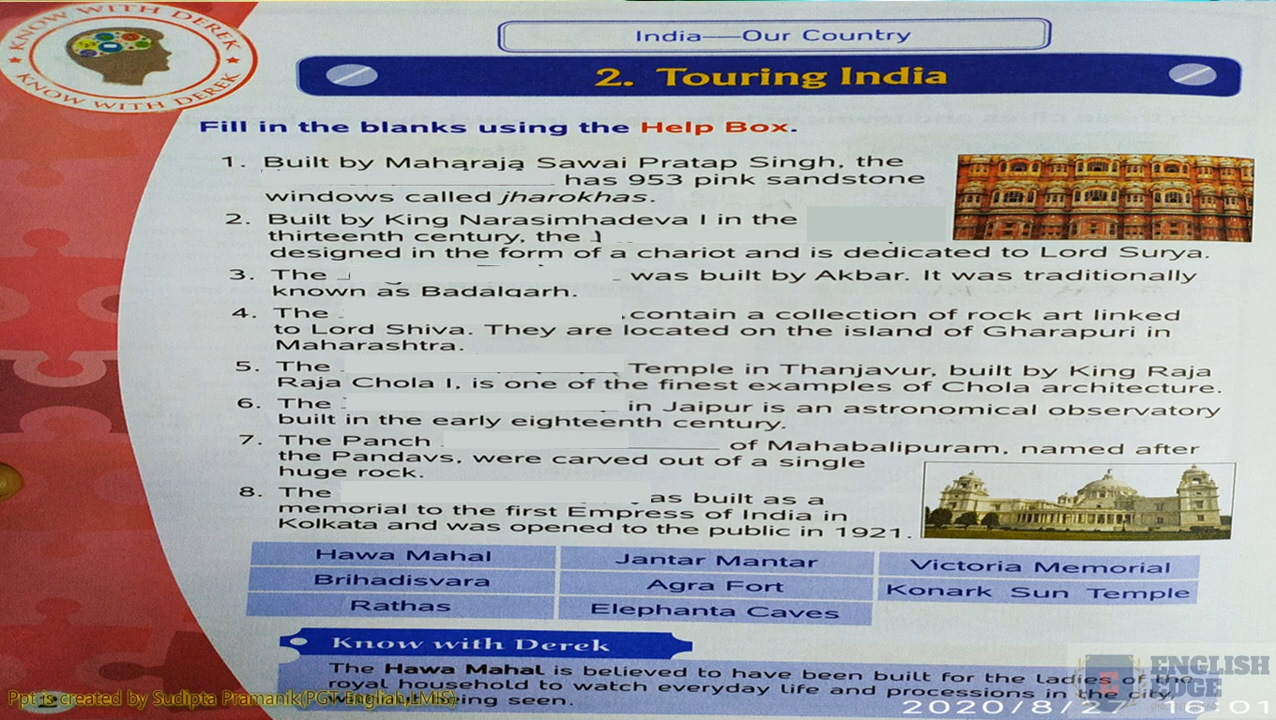 KNOW WITH DEREK
KNOW WITH DEREK
India—Our Country
2. Touring India
Fill in the blanks using the Help Box.
1. Built by Maharaja Sawai Pratap Singh, the
has 953 pink sandstone
windows called jharokhas.
2. Built by King Narasimhadeva I in the
thirteenth century, the
designed in the form of a chariot and is dedicated to Lord Surya.
3. The was built by Akbar. It was traditionally
known as Badalgarh.
4. The contain a collection of rock art linked
to Lord Shiva. They are located on the island of Gharapuri in
Maharashtra.
5. The Temple in Thanjavur, built by King Raja
Raja Chola I, is one of the finest examples of Chola architecture.
6. The in Jaipur is an astronomical observatory
built in the early eighteenth century.
7. The Panch of Mahabalipuram, named after
the Pandavs, were carved out of a single
huge rock.
8. The as built as a
memorial to the first Empress of India in
Kolkata and was opened to the public in 1921.
Hawa Mahal Jantar Mantar Victoria Memorial
Brihadisvara Agra Fort Konark Sun Temple
Rathas Elephanta Caves
Know with Derek
The Hawa Mahal is believed to have been built for the ladies of the
royal household to watch everyday life and processions in the city,
being seen.
Ppt is created by Sudipta Pramanik(PGT English,LMIS)
ENGLISH
EDGE
2020/8/27 16:01